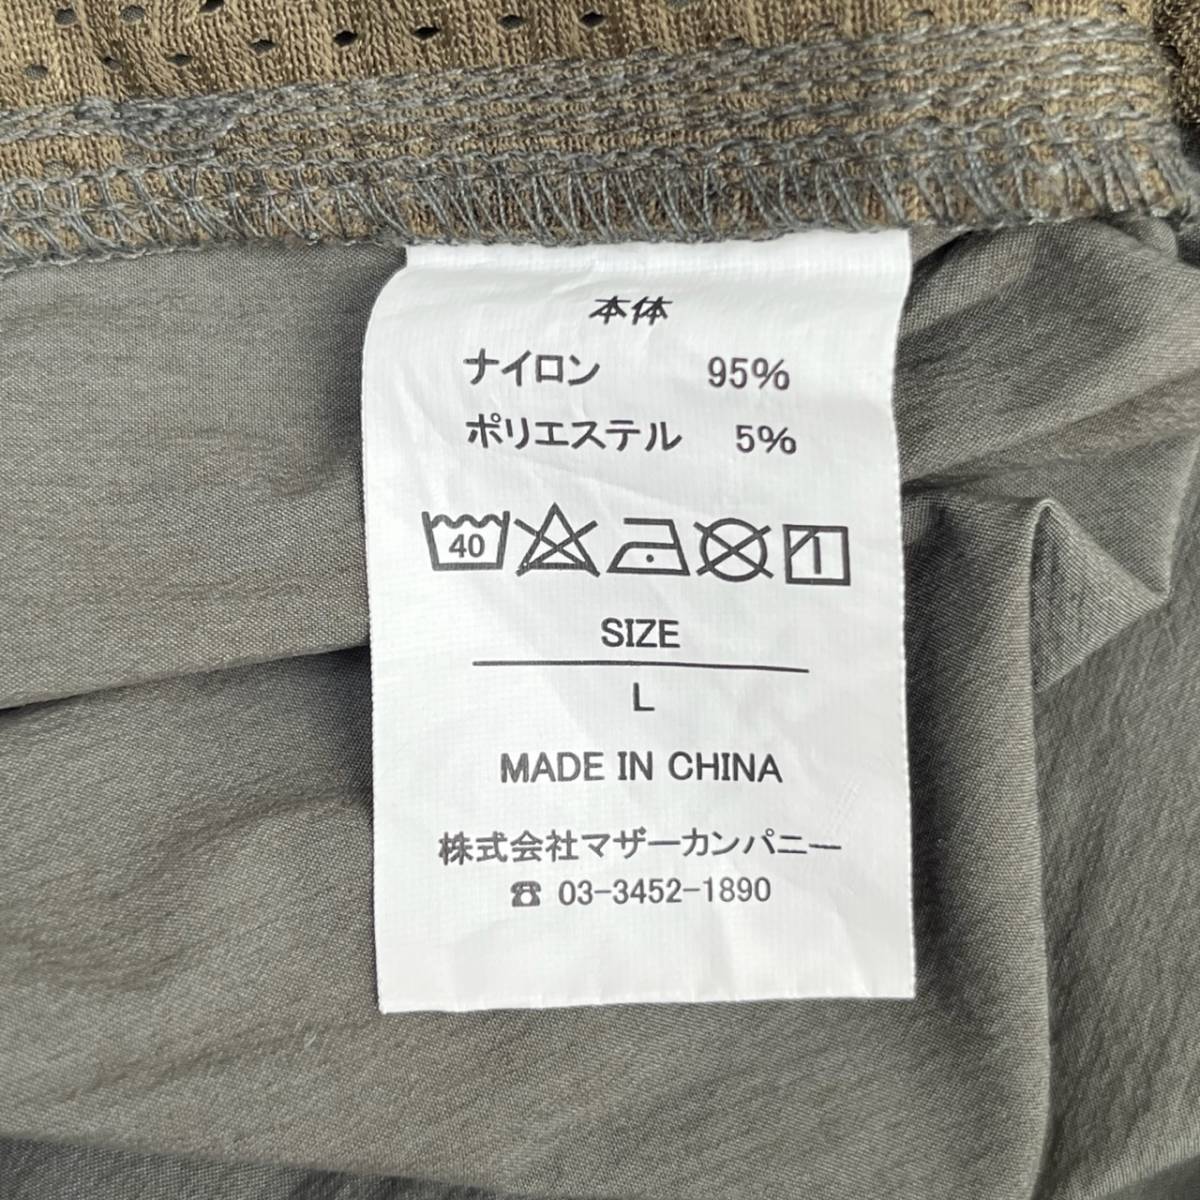 本体
ナイロン 95%
ポリエステル 5%
40
SIZE
L
MADE IN CHINA
株式会社マザーカンパニー
☎ 03-3452-1890